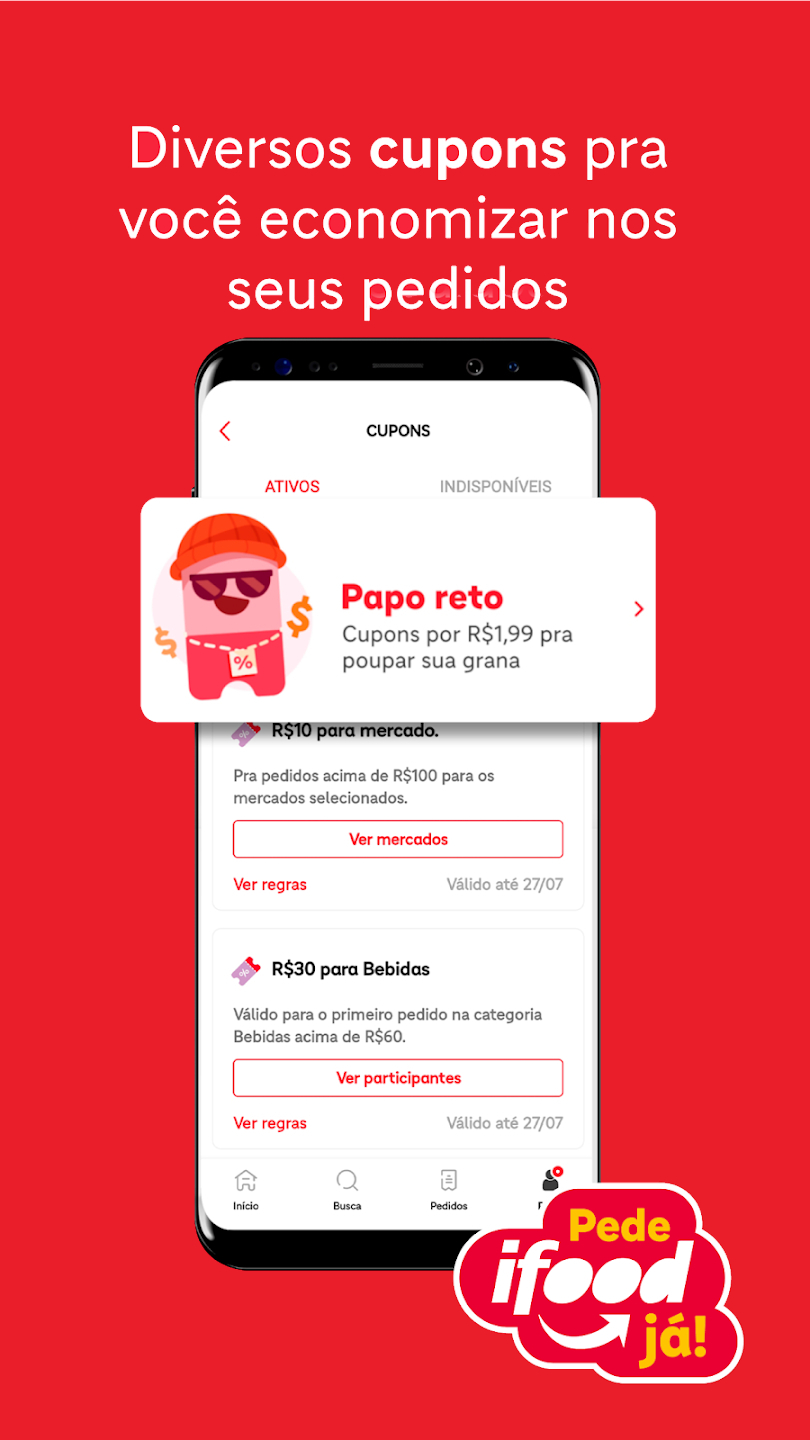 Diversos cupons pra
você economizar nos
seus pedidos
CUPONS
ATIVOS
INDISPONÍVEIS
Papo reto
Cupons por R$1,99 pra
poupar sua grana
$
$
%
R$10 para mercado.
Pra pedidos acima de R$100 para os
mercados selecionados.
Ver mercados
Ver regras
Válido até 27/07
R$30 para Bebidas
Válido para o primeiro pedido na categoria
Bebidas acima de R$60.
Ver participantes
Ver regras
Válido até 27/07
Início
Busca
Pedidos
Pede
ifood
já!